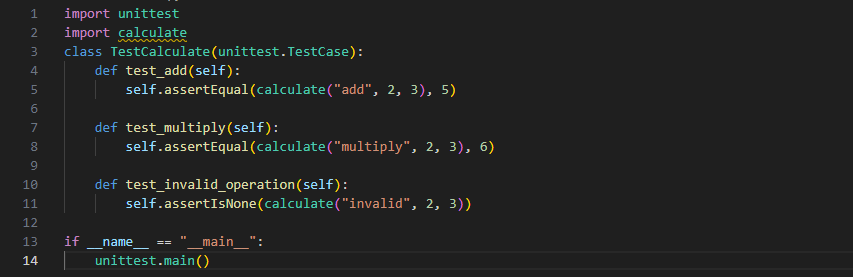 1 import unittest
2 import calculate
3 class TestCalculate(unittest.TestCase):
4     def test_add(self):
5         self.assertEqual(calculate("add", 2, 3), 5)
6
7     def test_multiply(self):
8         self.assertEqual(calculate("multiply", 2, 3), 6)
9
10     def test_invalid_operation(self):
11         self.assertIsNone(calculate("invalid", 2, 3))
12
13 if __name__ == "__main__":
14     unittest.main()